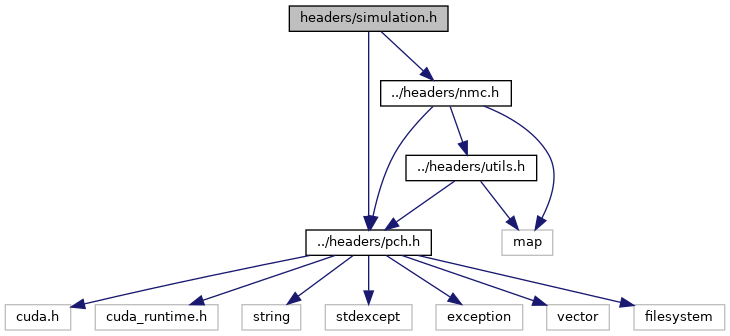 headers/simulation.h
../headers/nmc.h
../headers/utils.h
../headers/pch.h
map
cuda.h
cuda_runtime.h
string
stdexcept
exception
vector
filesystem